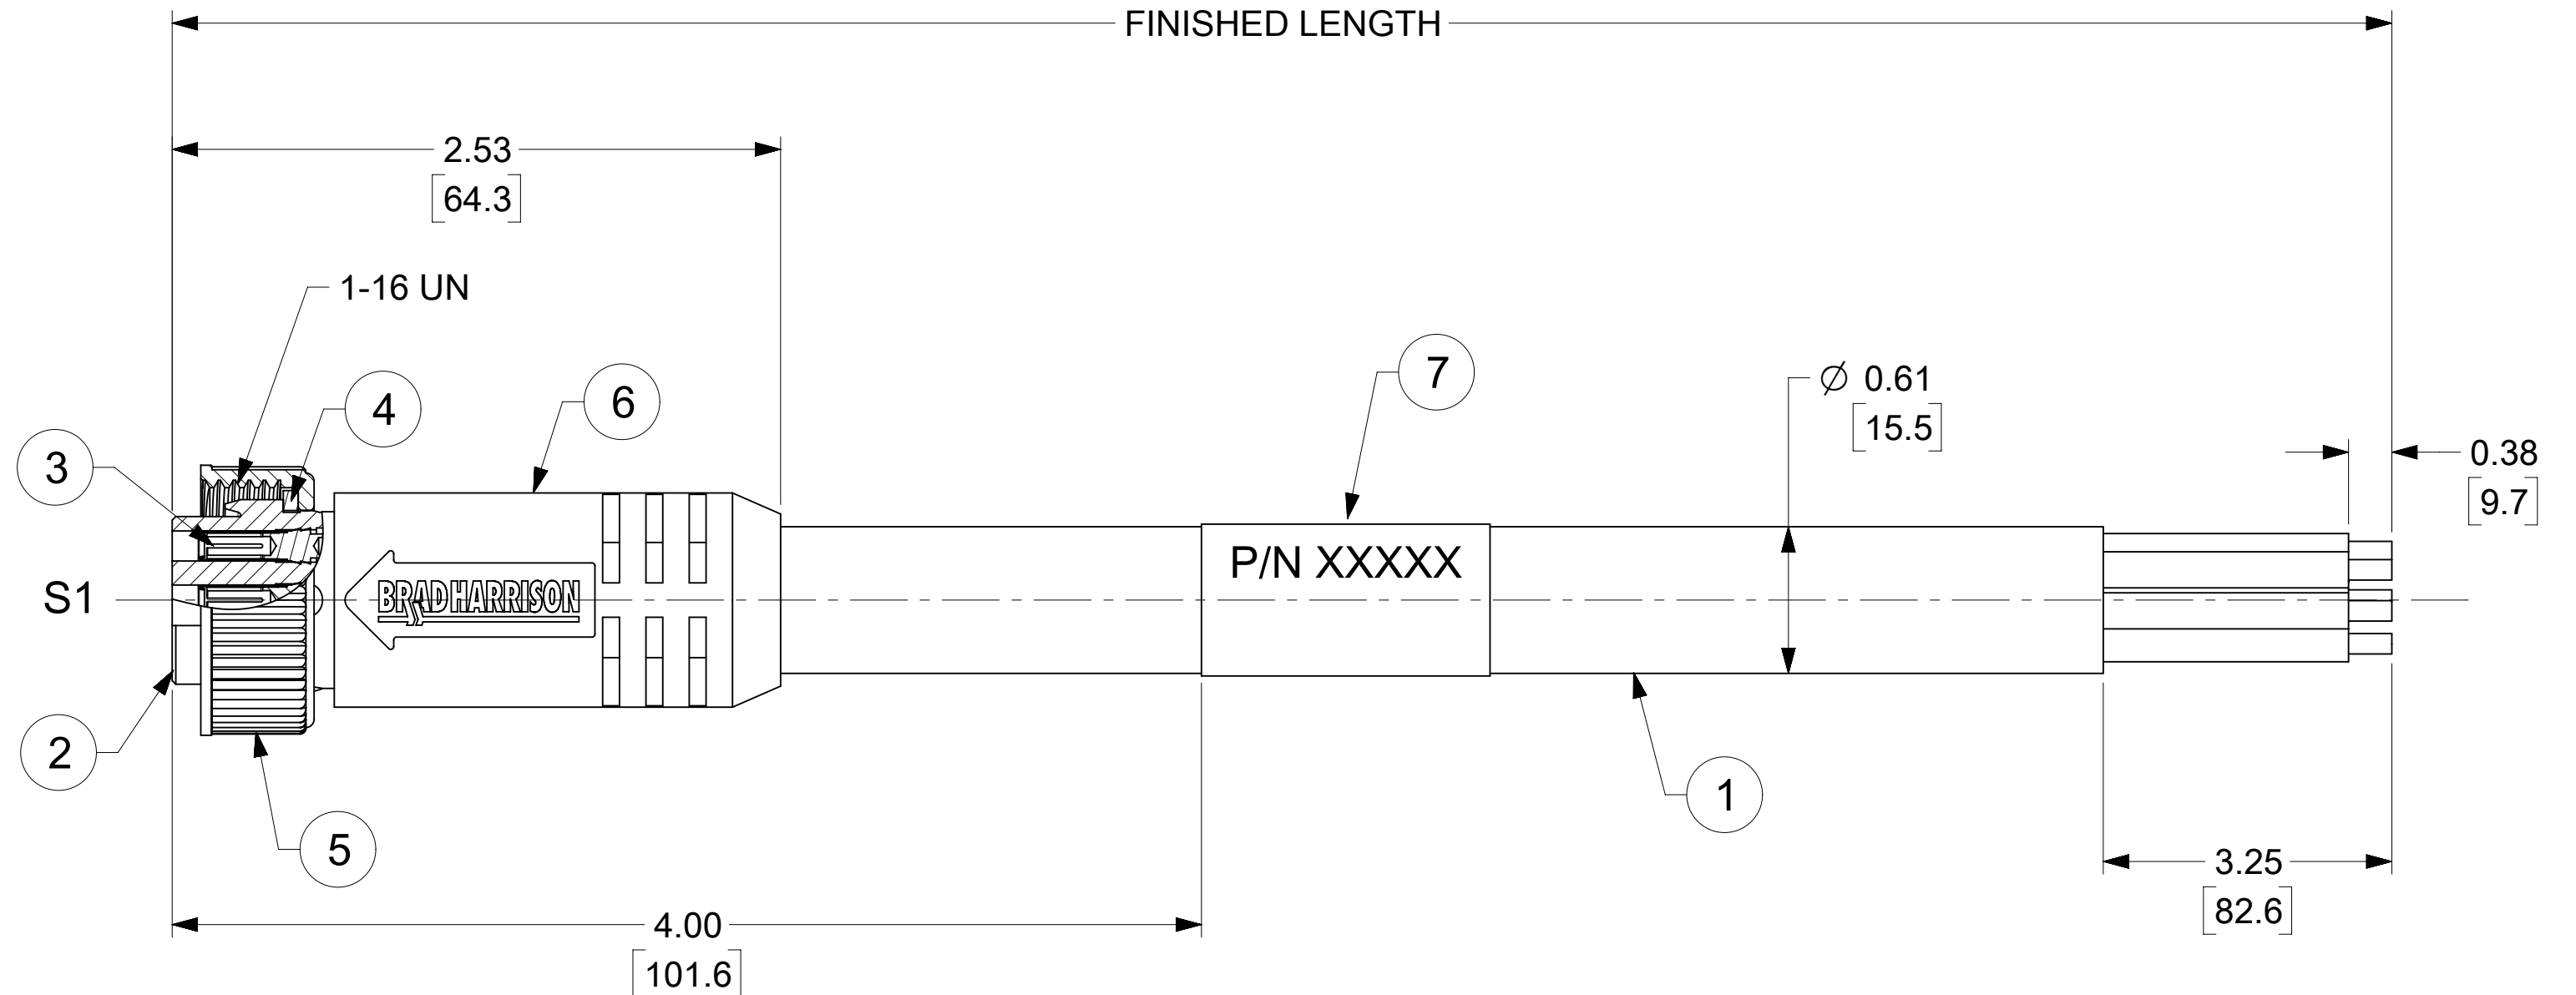 FINISHED LENGTH
2.53
[64.3]
1-16 UN
4
6
7
Ø 0.61
[15.5]
3
0.38
[9.7]
P/N XXXXX
S1
BRADHARRISON
2
1
5
3.25
[82.6]
4.00
[101.6]